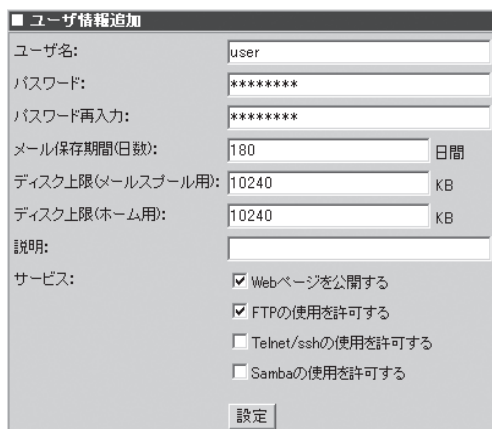 ■ ユーザ情報追加
ユーザ名: user
パスワード: ********
パスワード再入力: ********
メール保存期間(日数): 180 日間
ディスク上限(メールスプール用): 10240 KB
ディスク上限(ホーム用): 10240 KB
説明:
サービス: Webページを公開する
FTPの使用を許可する
Telnet/sshの使用を許可する
Sambaの使用を許可する
設定